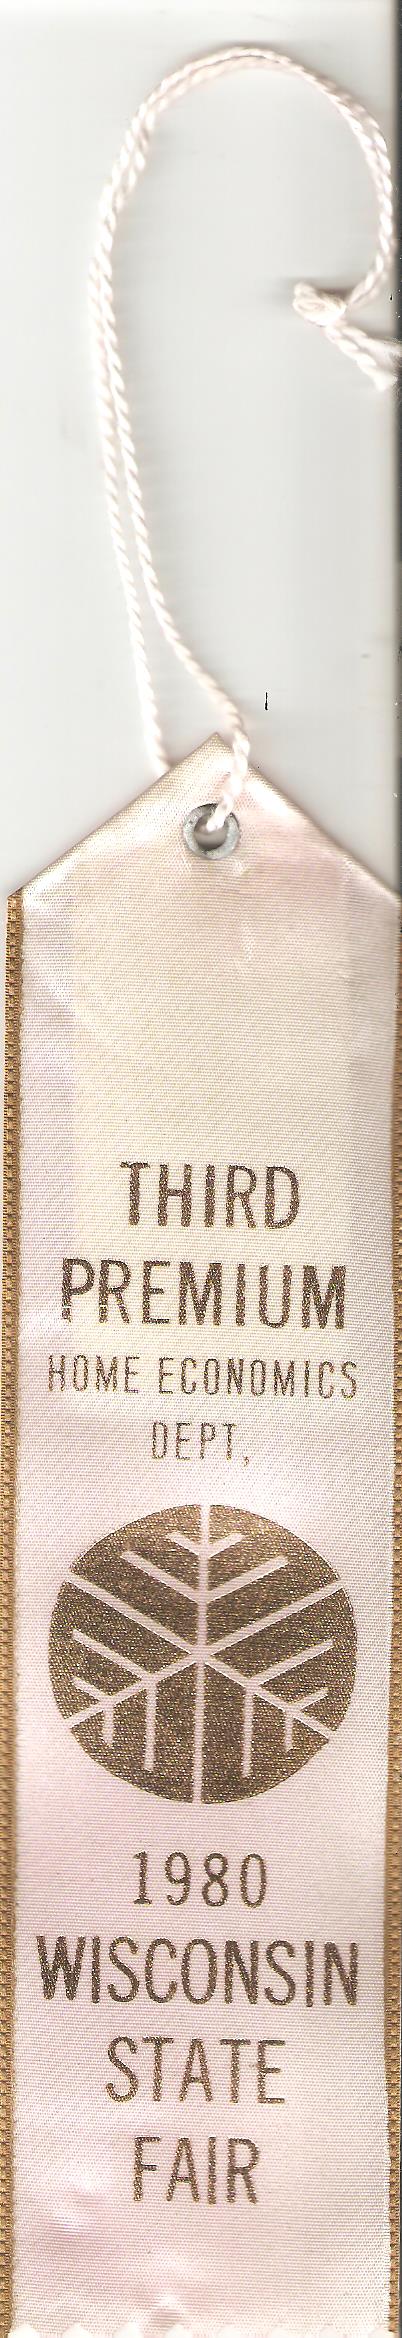 THIRD
PREMIUM
HOME ECONOMICS
DEPT,
1980
WISCONSIN
STATE
FAIR